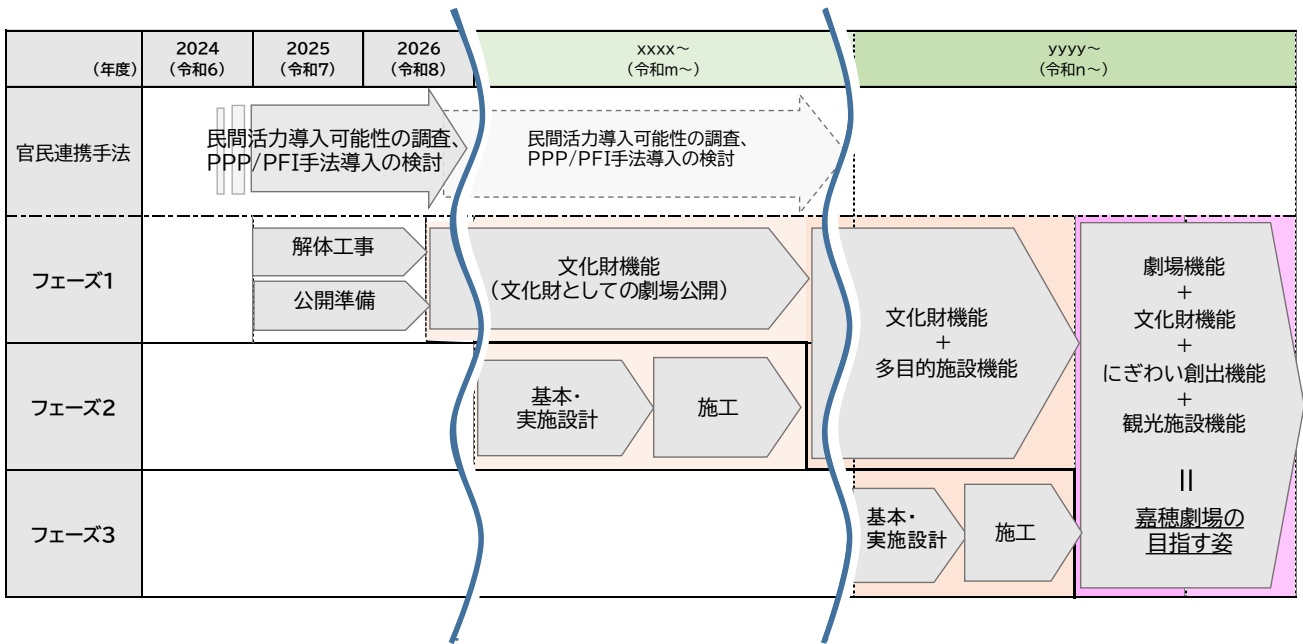 （年度）
2024
（令和6）
2025
（令和7）
2026
（令和8）
xxxx～
（令和m～）
yyyy～
（令和n～）
官民連携手法
民間活力導入可能性の調査、
PPP/PFI手法導入の検討
民間活力導入可能性の調査、
PPP/PFI手法導入の検討
フェーズ1
解体工事
公開準備
文化財機能
（文化財としての劇場公開）
文化財機能
+
多目的施設機能
劇場機能
+
文化財機能
+
にぎわい創出機能
+
観光施設機能
||
嘉穂劇場の
目指す姿
フェーズ2
基本・
実施設計
施工
フェーズ3
基本・
実施設計
施工